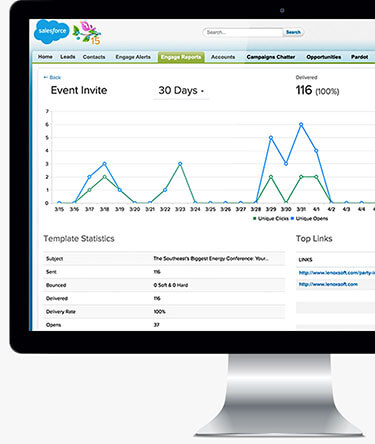 salesforce
15
Search...
Search
Home Leads Contacts Engage Alerts Engage Reports Accounts Campaigns Chatter Opportunities Pardot
← Back
Event Invite
30 Days
Delivered
116 (100%)
7
6
5
4
3
2
1
0
3/15 3/16 3/17 3/18 3/19 3/20 3/21 3/22 3/23 3/24 3/25 3/26 3/27 3/28 3/29 3/30 3/31 4/1 4/2 4/3 4/4
Unique Clicks Unique Opens
Template Statistics
Subject The Southeast's Biggest Energy Conference: Your...
Sent 116
Bounced 0 Soft & 0 Hard
Delivered 116
Delivery Rate 100%
Opens 37
Top Links
LINKS
http://www.lenoxsoft.com/party-i
http://www.lenoxsoft.com